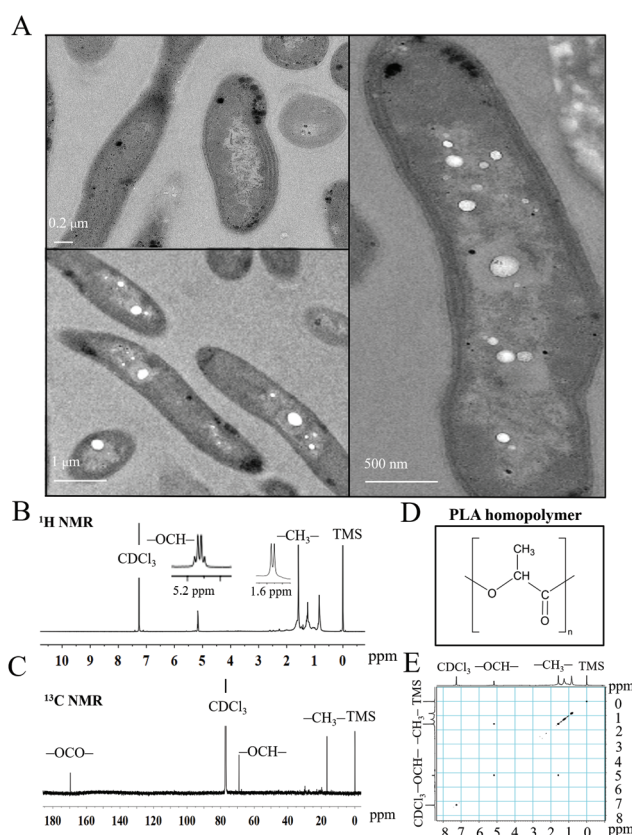 A
0.2 μm
1 μm
500 nm
B
¹H NMR
CDCl₃
–OCH–
5.2 ppm
1.6 ppm
–CH₃–
TMS
10 9 8 7 6 5 4 3 2 1 0 ppm
C
¹³C NMR
–OCO–
CDCl₃
–OCH–
–CH₃–
TMS
180 160 140 120 100 80 60 40 20 0 ppm
D
PLA homopolymer
CH₃
CH
O
C
O
n
E
CDCl₃ –OCH– –CH₃– TMS
ppm
CDCl₃ –OCH– –CH₃– TMS
0
1
2
3
4
5
6
7
8
8 7 6 5 4 3 2 1 0 ppm